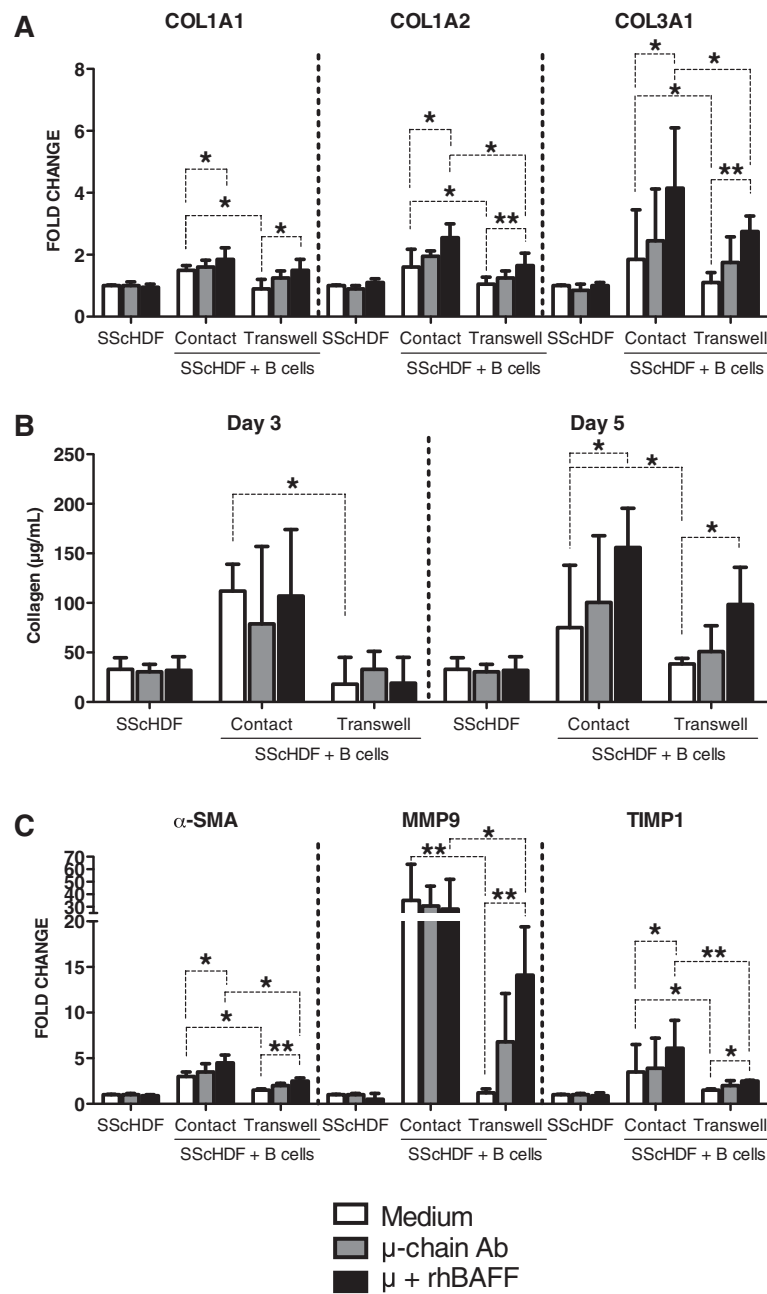 A
COL1A1 COL1A2 COL3A1
8
6
4
2
0
FOLD CHANGE
* * * * * * ** * * * **
SScHDF Contact Transwell SScHDF Contact Transwell SScHDF Contact Transwell
SScHDF + B cells SScHDF + B cells SScHDF + B cells
B
Day 3 Day 5
250
200
150
100
50
0
Collagen (µg/mL)
* * * *
SScHDF Contact Transwell SScHDF Contact Transwell
SScHDF + B cells SScHDF + B cells
C
α-SMA MMP9 TIMP1
70
60
50
40
30
20
15
10
5
0
FOLD CHANGE
* * * ** ** * ** * * ** *
SScHDF Contact Transwell SScHDF Contact Transwell SScHDF Contact Transwell
SScHDF + B cells SScHDF + B cells SScHDF + B cells
Medium
µ-chain Ab
µ + rhBAFF